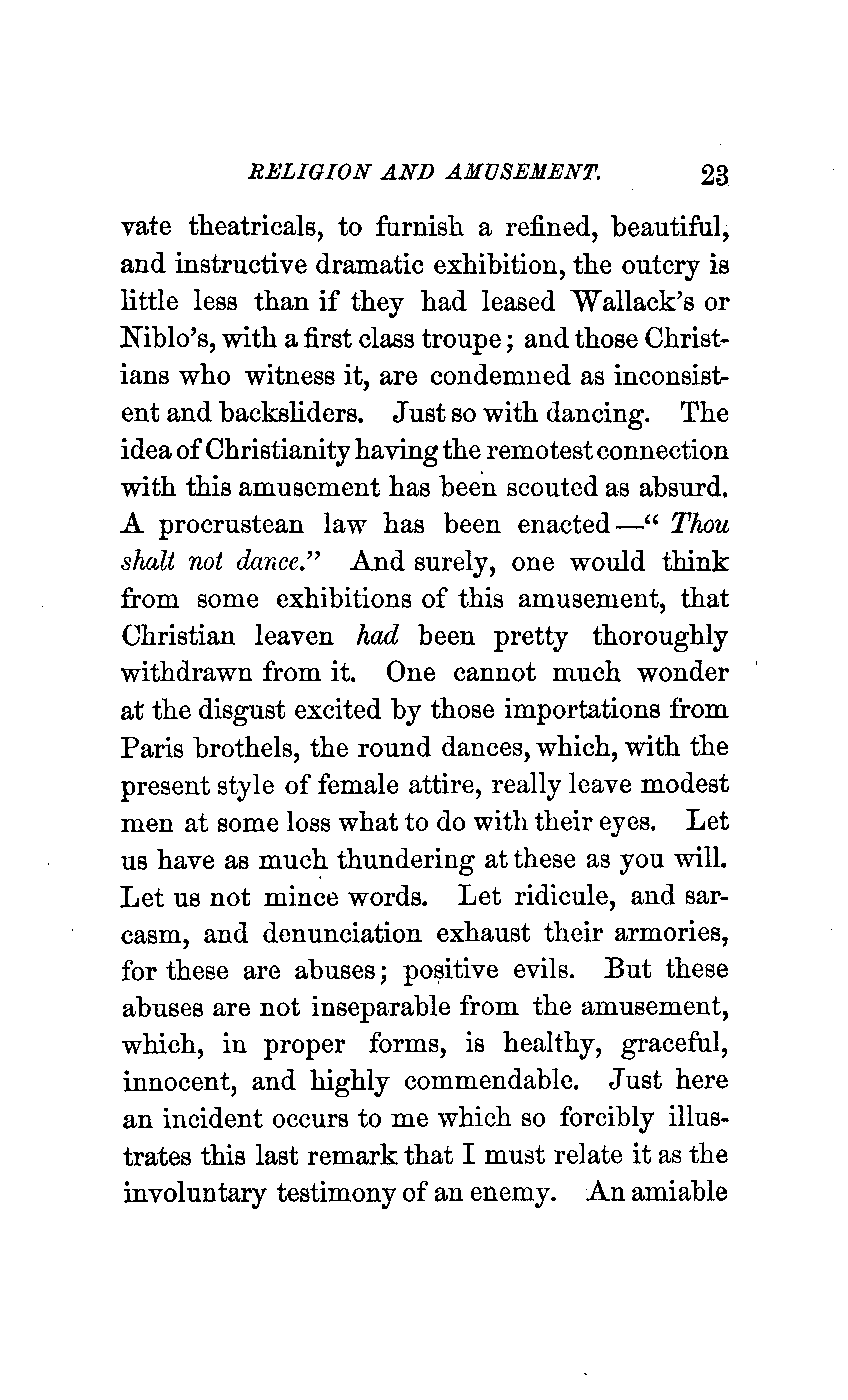 RELIGION AND AMUSEMENT. 23
vate theatricals, to furnish a refined, beautiful,
and instructive dramatic exhibition, the outcry is
little less than if they had leased Wallack's or
Niblo's, with a first class troupe; and those Christ-
ians who witness it, are condemned as inconsist-
ent and backsliders. Just so with dancing. The
idea of Christianity having the remotest connection
with this amusement has been scouted as absurd.
A procrustean law has been enacted—“ Thou
shalt not dance.” And surely, one would think
from some exhibitions of this amusement, that
Christian leaven had been pretty thoroughly
withdrawn from it. One cannot much wonder
at the disgust excited by those importations from
Paris brothels, the round dances, which, with the
present style of female attire, really leave modest
men at some loss what to do with their eyes. Let
us have as much thundering at these as you will.
Let us not mince words. Let ridicule, and sar-
casm, and denunciation exhaust their armories,
for these are abuses; positive evils. But these
abuses are not inseparable from the amusement,
which, in proper forms, is healthy, graceful,
innocent, and highly commendable. Just here
an incident occurs to me which so forcibly illus-
trates this last remark that I must relate it as the
involuntary testimony of an enemy. An amiable